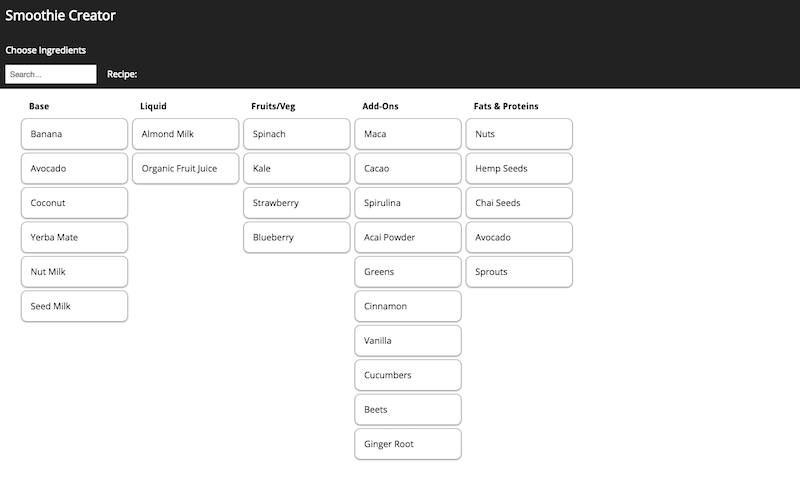 Smoothie Creator
Choose Ingredients
Search...
Recipe:
Base
Banana
Avocado
Coconut
Yerba Mate
Nut Milk
Seed Milk
Liquid
Almond Milk
Organic Fruit Juice
Fruits/Veg
Spinach
Kale
Strawberry
Blueberry
Add-Ons
Maca
Cacao
Spirulina
Acai Powder
Greens
Cinnamon
Vanilla
Cucumbers
Beets
Ginger Root
Fats & Proteins
Nuts
Hemp Seeds
Chai Seeds
Avocado
Sprouts